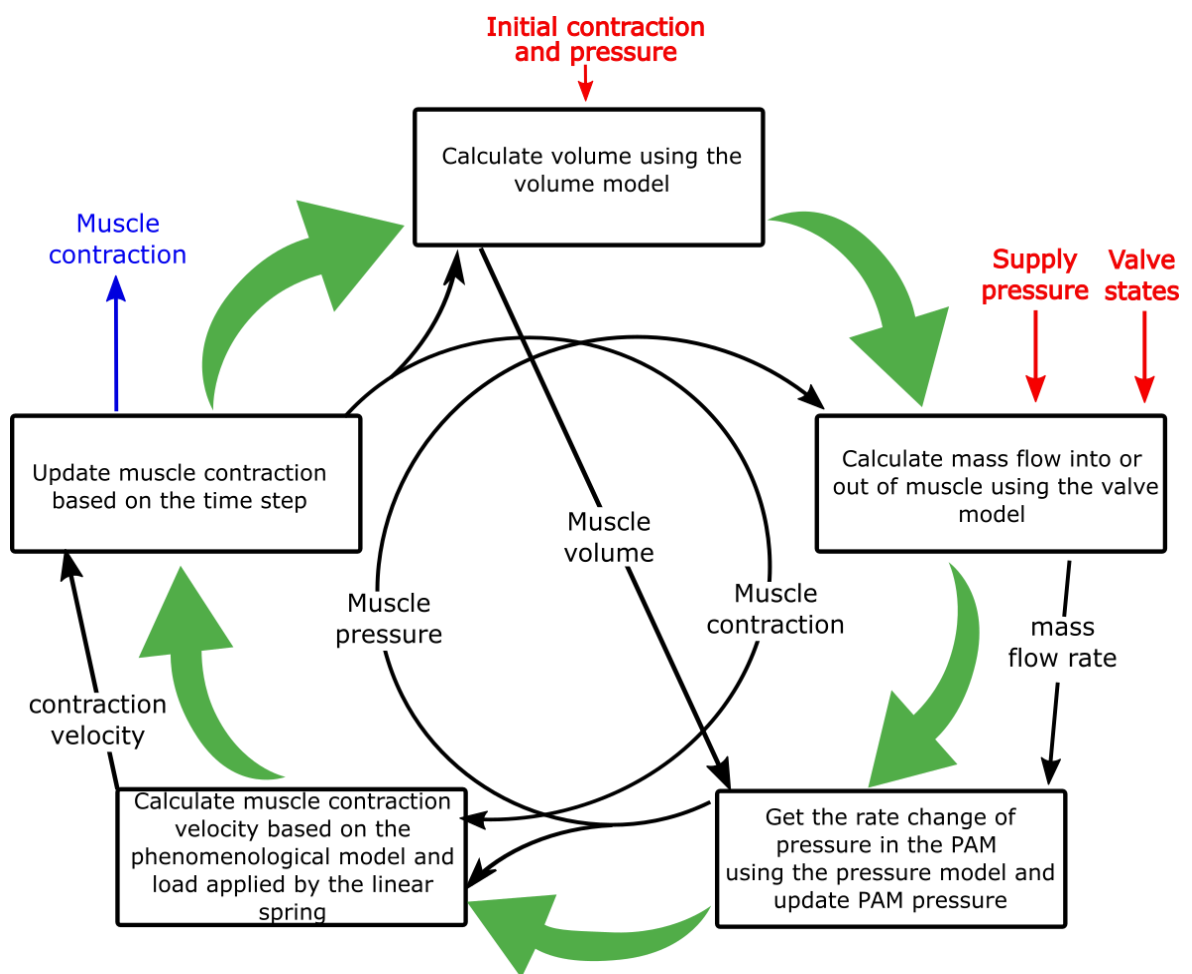 Initial contraction
and pressure
Calculate volume using the
volume model
Muscle
contraction
Supply
pressure
Valve
states
Update muscle contraction
based on the time step
Calculate mass flow into or
out of muscle using the valve
model
Muscle
volume
Muscle
pressure
Muscle
contraction
mass
flow rate
contraction
velocity
Calculate muscle contraction
velocity based on the
phenomenological model and
load applied by the linear
spring
Get the rate change of
pressure in the PAM
using the pressure model and
update PAM pressure